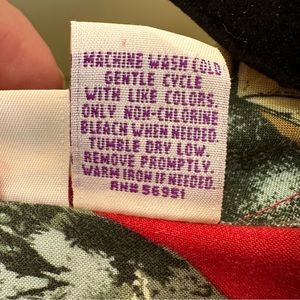 MACHINE WASH COLD
GENTLE CYCLE
WITH LIKE COLORS.
ONLY NON-CHLORINE
BLEACH WHEN NEEDED.
TUMBLE DRY LOW.
REMOVE PROMPTLY.
WARM IRON IF NEEDED.
RN# 56951